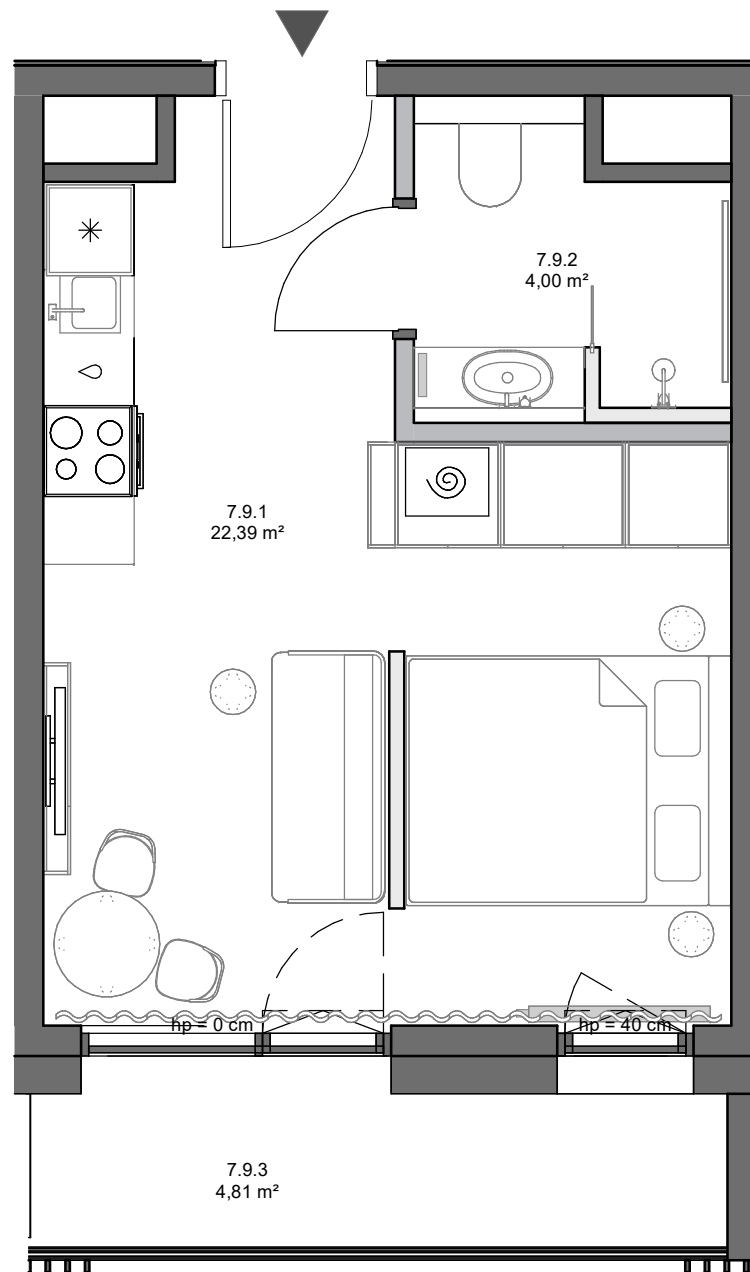 7.9.2
4,00 m²
7.9.1
22,39 m²
hp = 0 cm
hp = 40 cm
7.9.3
4,81 m²